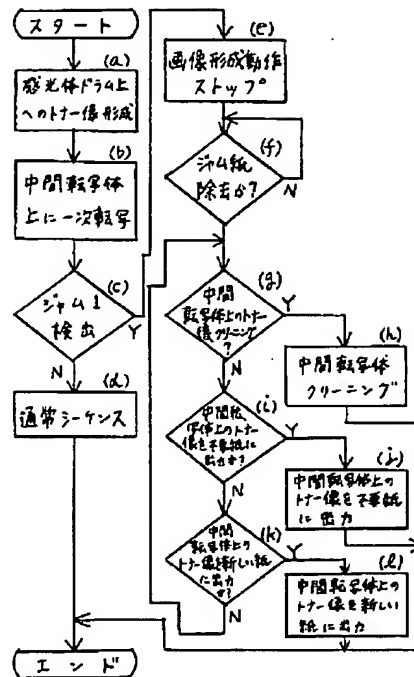 スタート
(a)
感光体ドラム上
へのトナー像形成
(b)
中間転写体
上に一次転写
(c)
ジャム1
検出
Y
N
(d)
通常シーケンス
エンド
(e)
画像形成動作
ストップ
(f)
ジャム紙
除去か?
N
(g)
中間
転写体上のトナー
像クリーニング
?
Y
N
(h)
中間転写体
クリーニング
(i)
中間転
写体上のトナー
像を不要紙に
出力か?
Y
N
(j)
中間転写体上の
トナー像を不要紙
に出力
(k)
中間
転写体上の
トナー像を新しい紙
に出力
か?
Y
N
(l)
中間転写体上の
トナー像を新しい
紙に出力